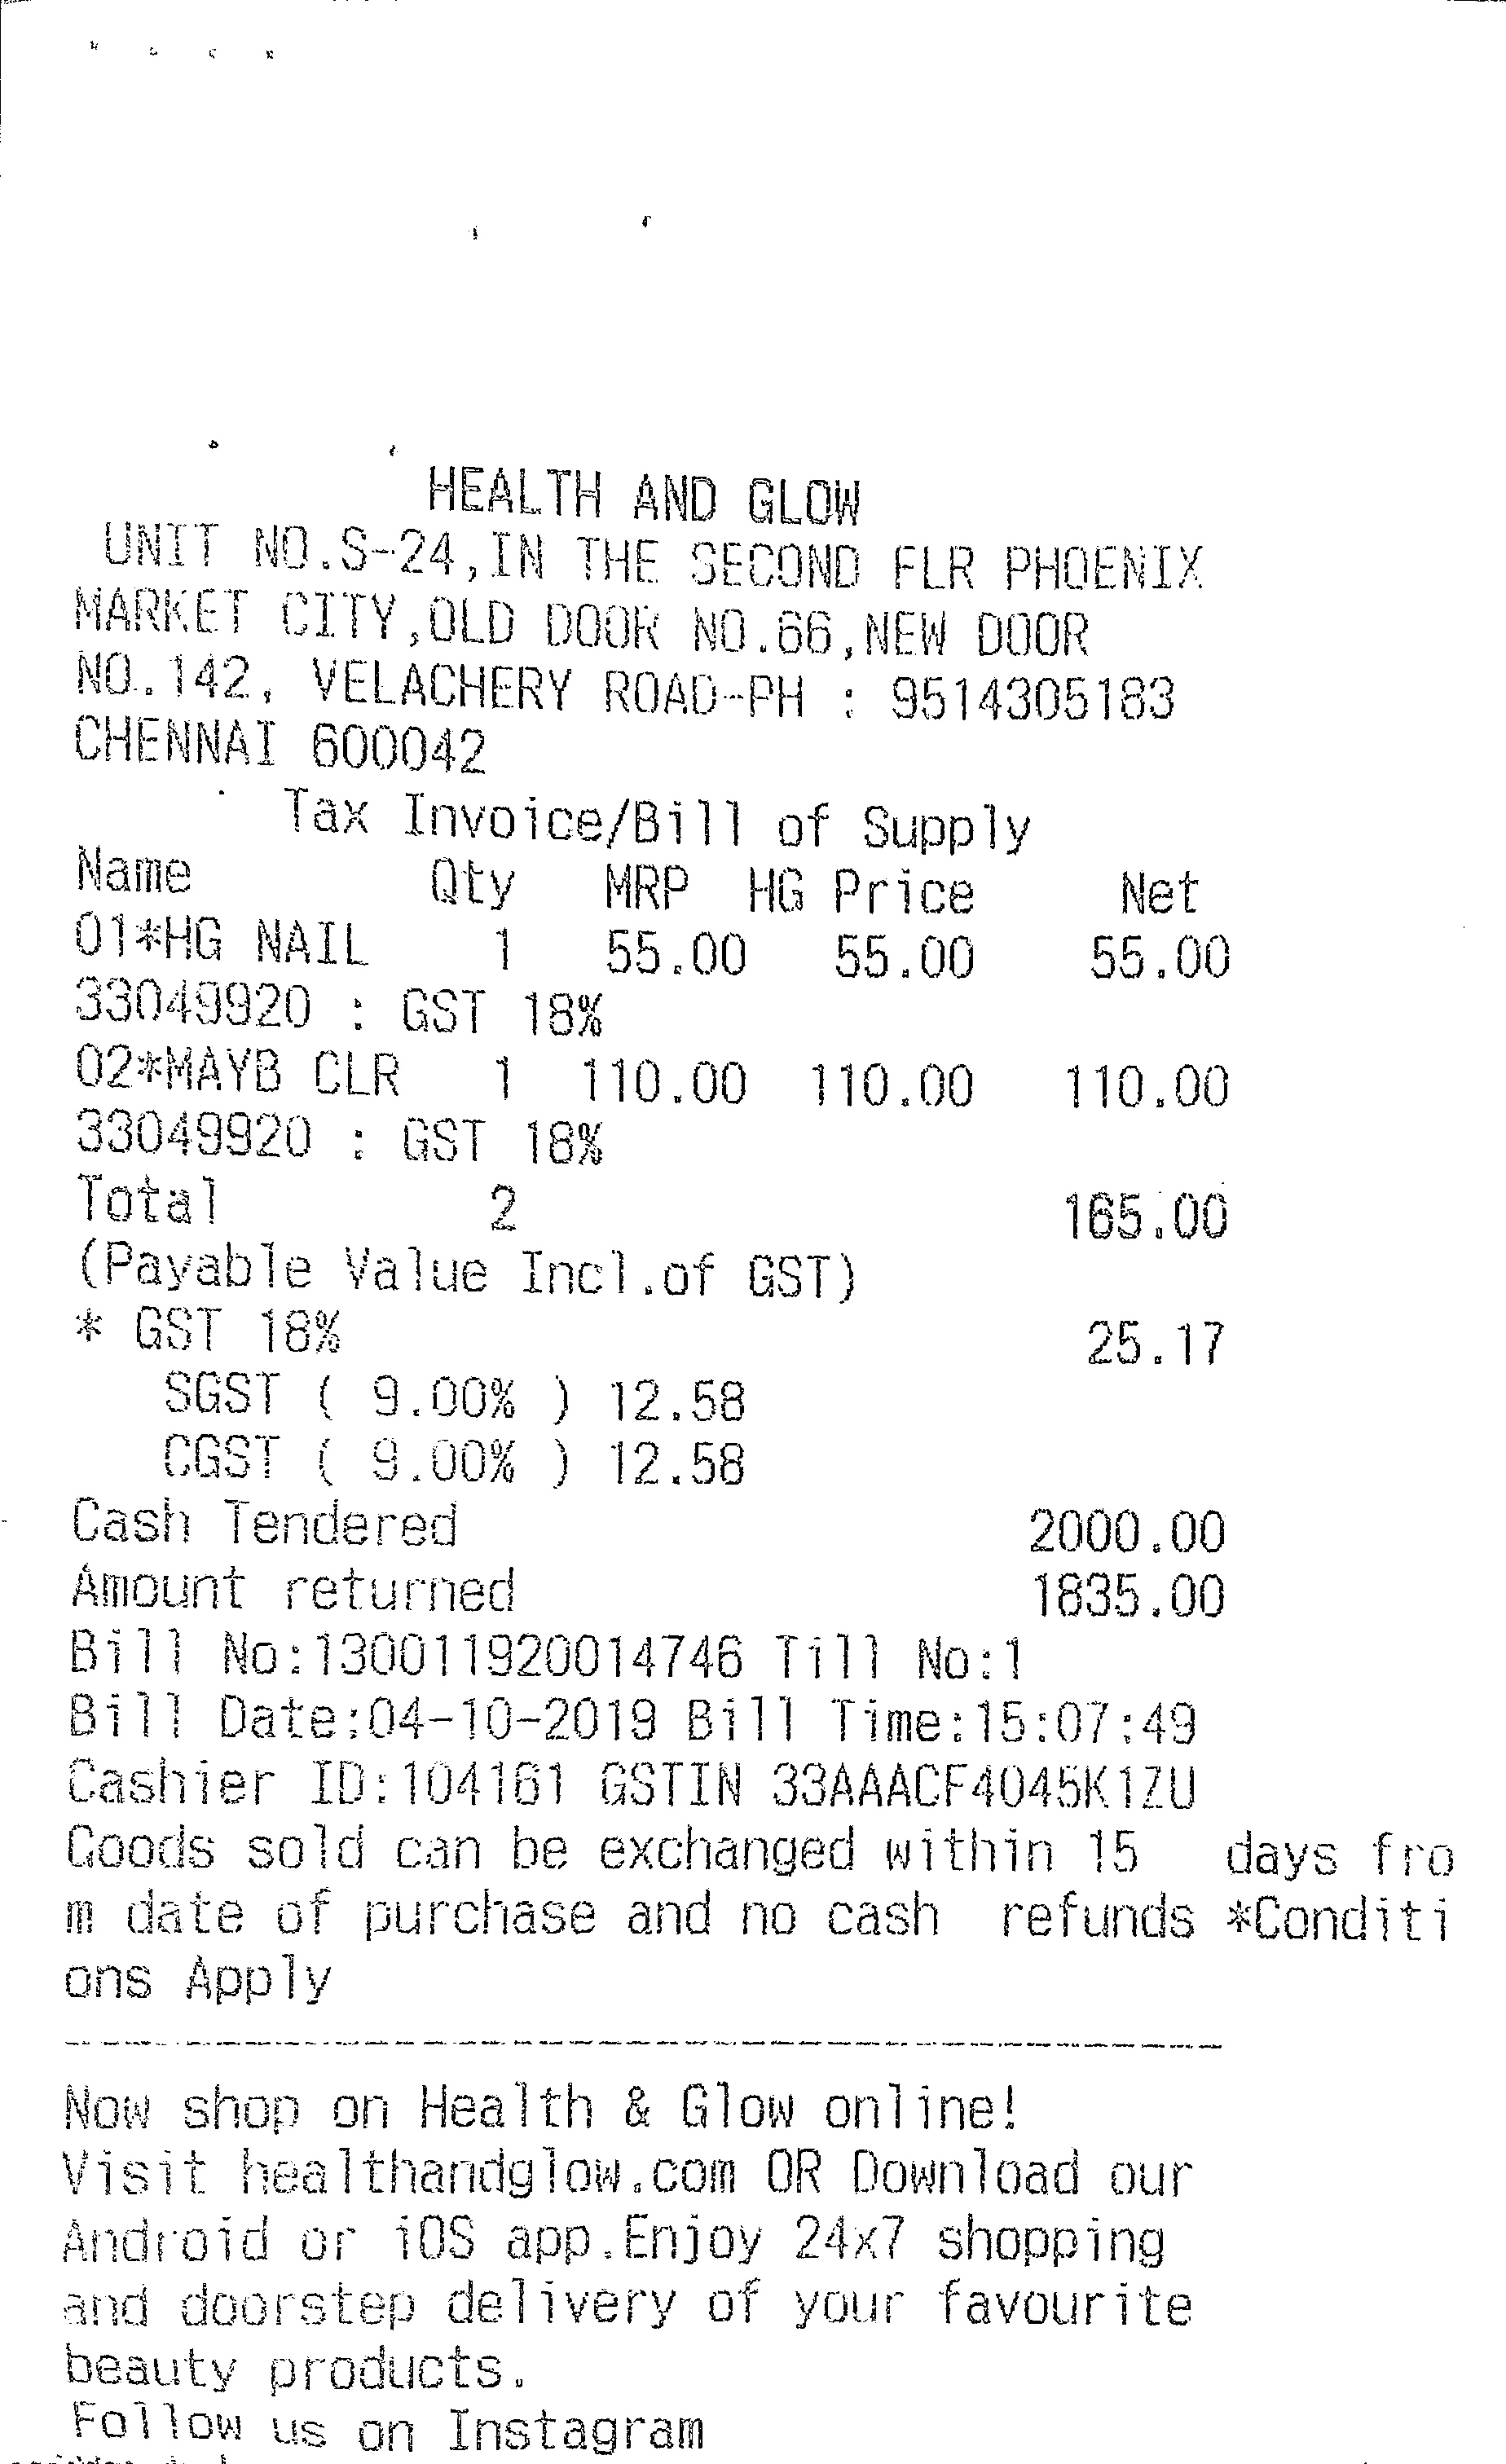 HEALTH AND GLOW
UNIT NO.S-24,IN THE SECOND FLR PHOENIX
MARKET CITY,OLD DOOR NO.66,NEW DOOR
NO.142, VELACHERY ROAD-PH : 9514305183
CHENNAI 600042
Tax Invoice/Bill of Supply
Name Qty MRP HG Price Net
01*HG NAIL 1 55.00 55.00 55.00
33049920 : GST 18%
02*MAYB CLR 1 110.00 110.00 110.00
33049920 : GST 18%
Total 2 165.00
(Payable Value Incl.of GST)
* GST 18% 25.17
SGST ( 9.00% ) 12.58
CGST ( 9.00% ) 12.58
Cash Tendered 2000.00
Amount returned 1835.00
Bill No:130011920014746 Till No:1
Bill Date:04-10-2019 Bill Time:15:07:49
Cashier ID:104161 GSTIN 33AAACF4045K1ZU
Goods sold can be exchanged within 15 days fro
m date of purchase and no cash refunds *Conditi
ons Apply
----------------------------------------
Now shop on Health & Glow online!
Visit healthandglow.com OR Download our
Android or iOS app.Enjoy 24x7 shopping
and doorstep delivery of your favourite
beauty products.
Follow us on Instagram